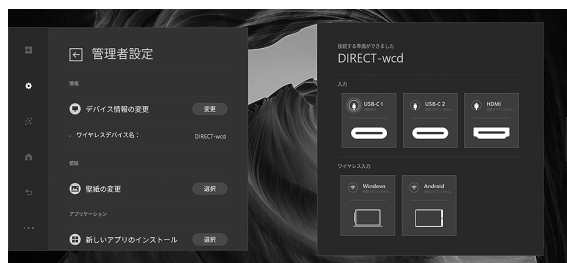 管理者設定
情報
デバイス情報の変更
変更
ワイヤレスデバイス名：
DIRECT-wcd
壁紙
壁紙の変更
選択
アプリケーション
新しいアプリのインストール
選択
接続する準備ができました
DIRECT-wcd
入力
USB-C 1
USB-C 2
HDMI
ワイヤレス入力
Windows
Android